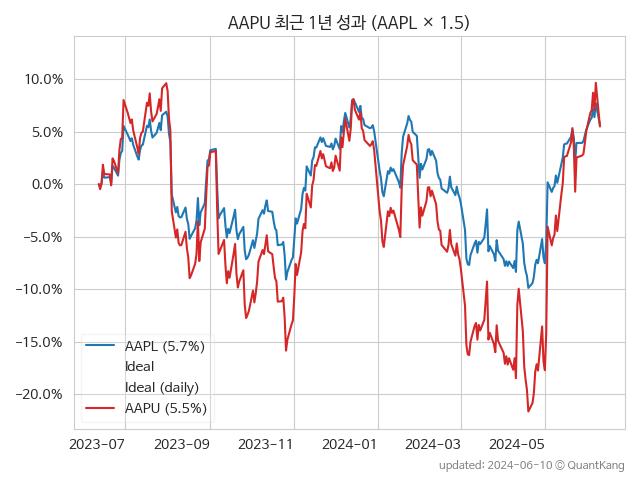 AAPU 최근 1년 성과 (AAPL × 1.5)
10.0%
5.0%
0.0%
−5.0%
−10.0%
−15.0%
−20.0%
AAPL (5.7%)
Ideal
Ideal (daily)
AAPU (5.5%)
2023−07
2023−09
2023−11
2024−01
2024−03
2024−05
updated: 2024-06-10 © QuantKang